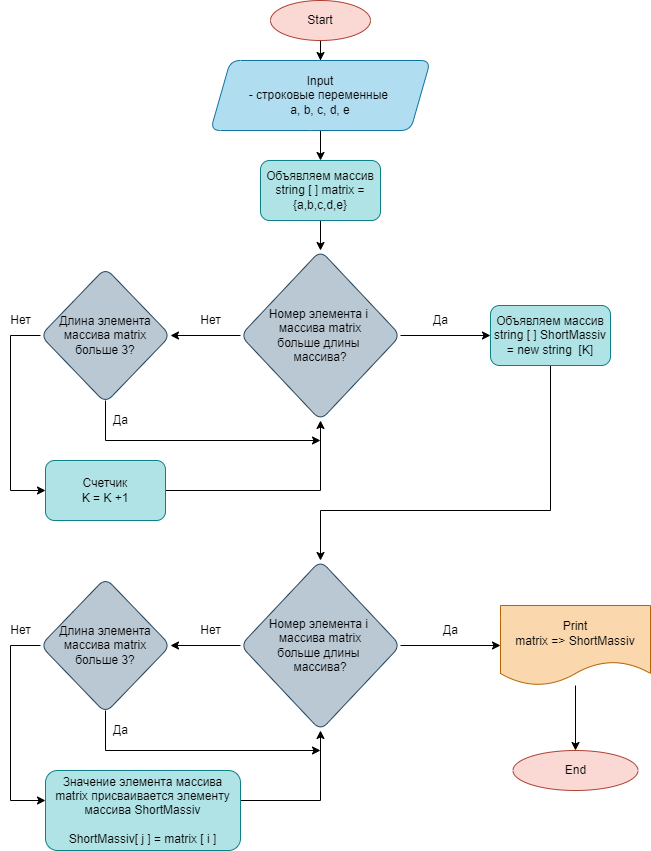 Start
Input
- строковые переменные
a, b, c, d, e
Объявляем массив
string [ ] matrix =
{a,b,c,d,e}
Нет
Длина элемента
массива matrix
больше 3?
Нет
Номер элемента i
массива matrix
больше длины
массива?
Да
Объявляем массив
string [ ] ShortMassiv
= new string [K]
Да
Счетчик
K = K +1
Нет
Длина элемента
массива matrix
больше 3?
Нет
Номер элемента i
массива matrix
больше длины
массива?
Да
Print
matrix => ShortMassiv
Да
Значение элемента массива
matrix присваивается элементу
массива ShortMassiv
ShortMassiv[ j ] = matrix [ i ]
End